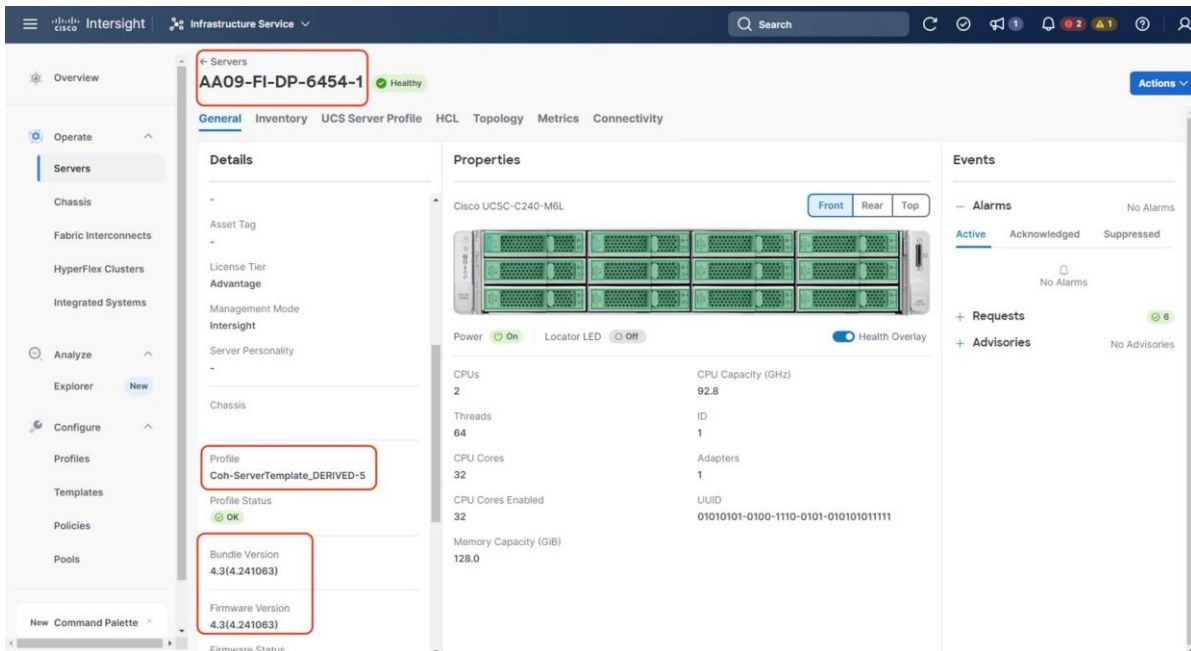 cisco Intersight
Infrastructure Service
Search
1
2
1
Overview
Operate
Servers
Chassis
Fabric Interconnects
HyperFlex Clusters
Integrated Systems
Analyze
Explorer New
Configure
Profiles
Templates
Policies
Pools
New Command Palette ×
← Servers
AA09-FI-DP-6454-1 Healthy
Actions
General Inventory UCS Server Profile HCL Topology Metrics Connectivity
Details
-
Asset Tag
-
License Tier
Advantage
Management Mode
Intersight
Server Personality
-
Chassis
Profile
Coh-ServerTemplate_DERIVED-5
Profile Status
OK
Bundle Version
4.3(4.241063)
Firmware Version
4.3(4.241063)
Firmware Status
Properties
Cisco UCSC-C240-M6L
Front Rear Top
Power On Locator LED Off Health Overlay
CPUs
2
Threads
64
CPU Cores
32
CPU Cores Enabled
32
Memory Capacity (GiB)
128.0
CPU Capacity (GHz)
92.8
ID
1
Adapters
1
UUID
01010101-0100-1110-0101-010101011111
Events
− Alarms No Alarms
Active Acknowledged Suppressed
No Alarms
+ Requests 6
+ Advisories No Advisories